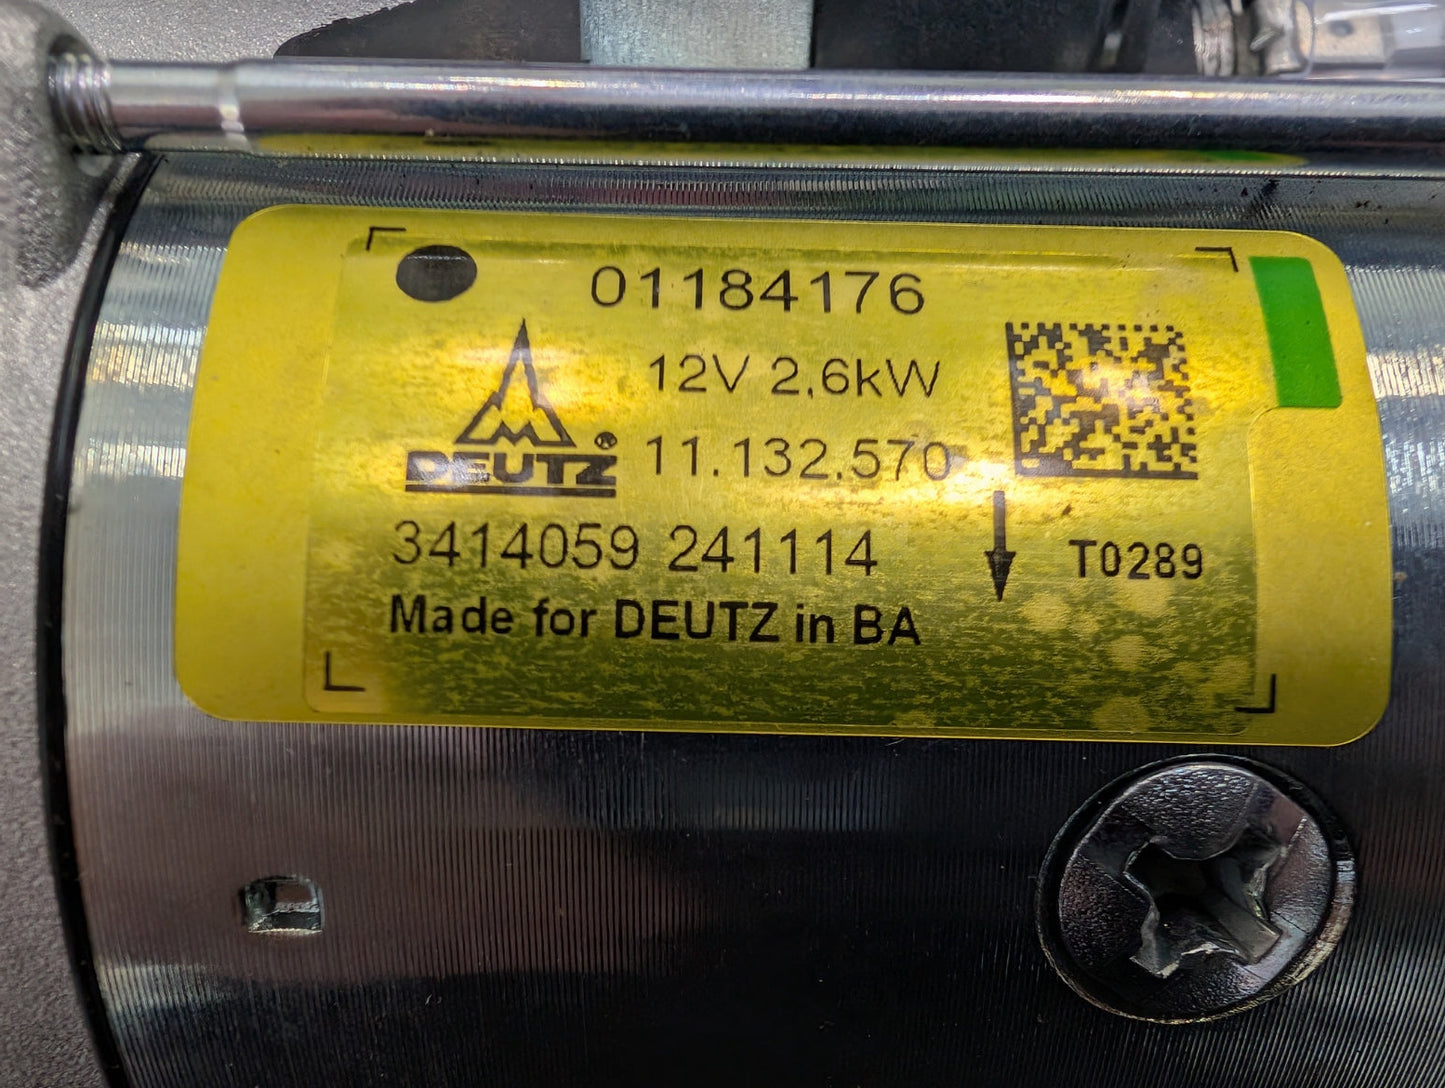 01184176
12V 2,6kW
DEUTZ®
11.132.570
3414059 241114
T0289
Made for DEUTZ in BA